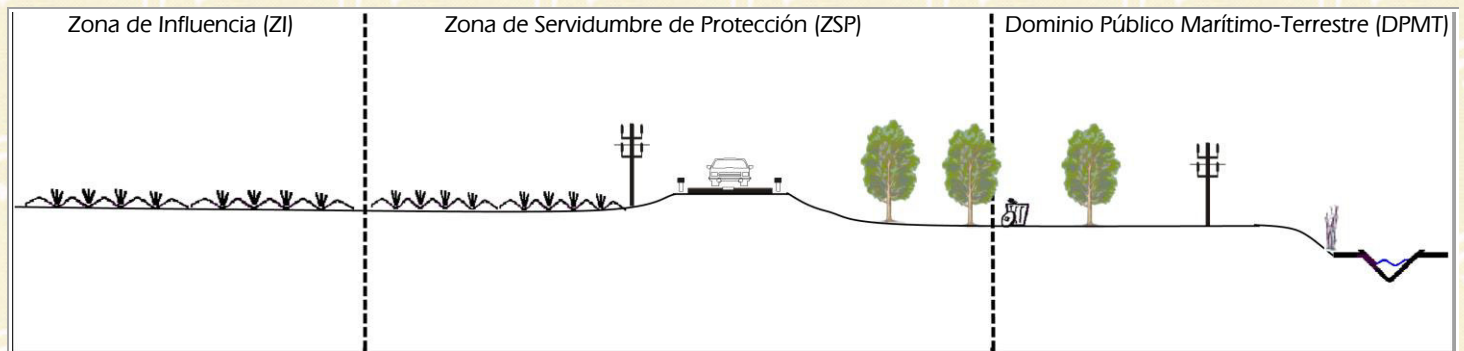 Zona de Influencia (ZI)
Zona de Servidumbre de Protección (ZSP)
Dominio Público Marítimo-Terrestre (DPMT)